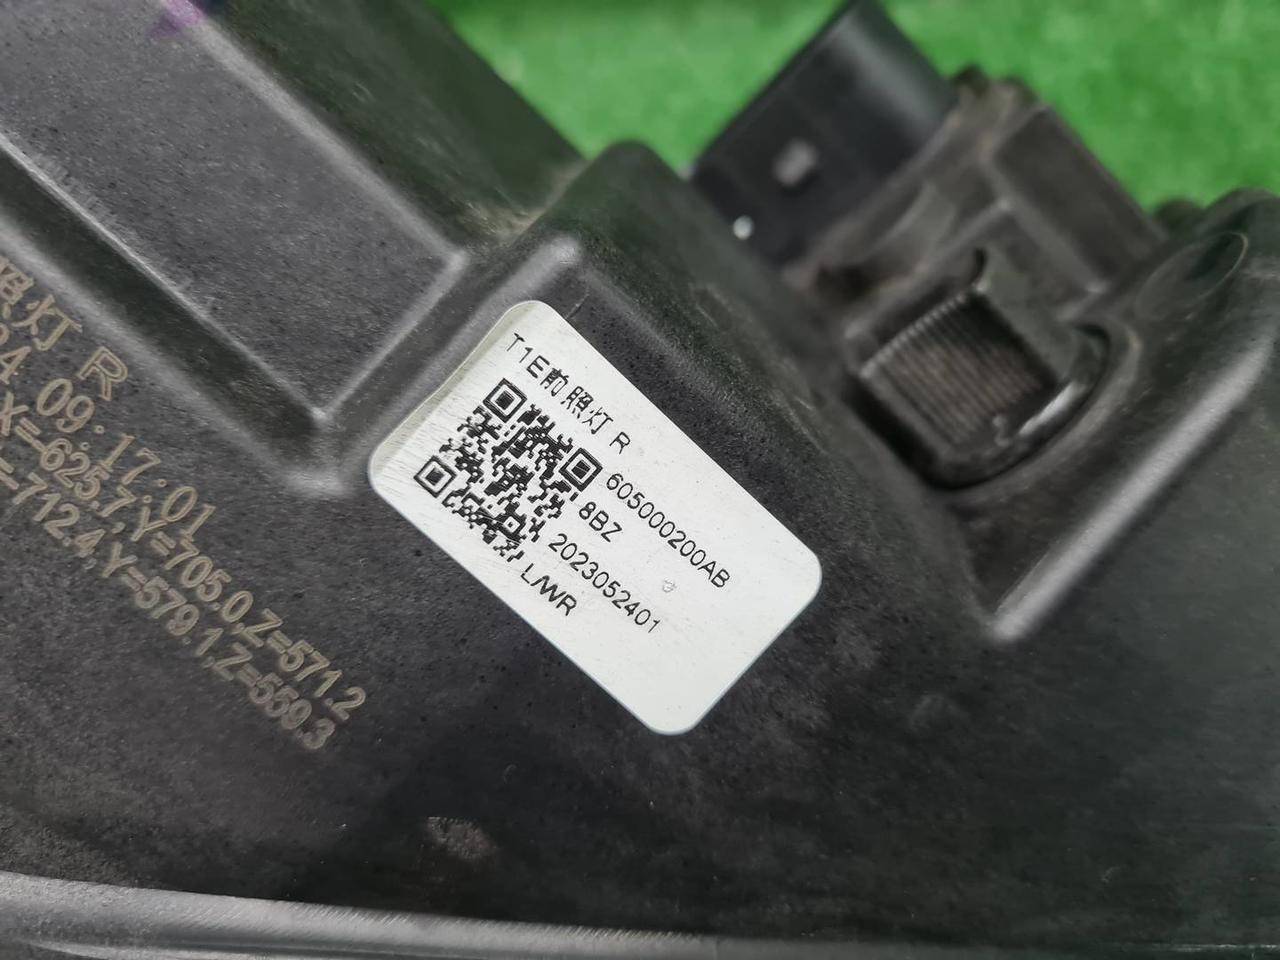 T1E前照灯 R
605000200AB
8BZ
2023052401
L/WR
照灯 R
24 09:17:01
X=625.7,Y=705.0,Z=571.2
=712.4,Y=579.1,Z=559.3